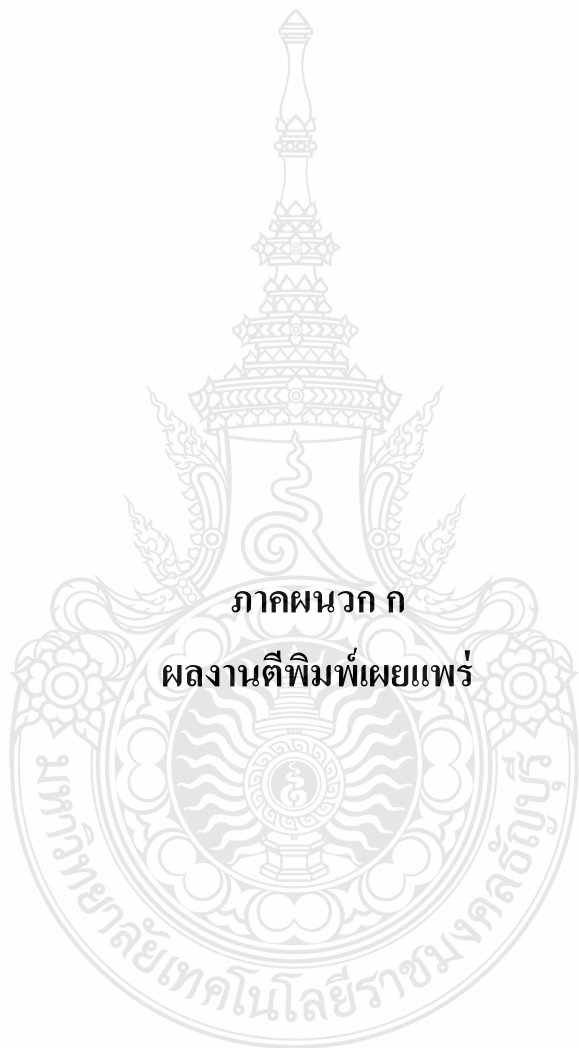 ภาคผนวก ก
ผลงานตีพิมพ์เผยแพร่
มหาวิทยาลัยเทคโนโลยีราชมงคลธัญบุรี